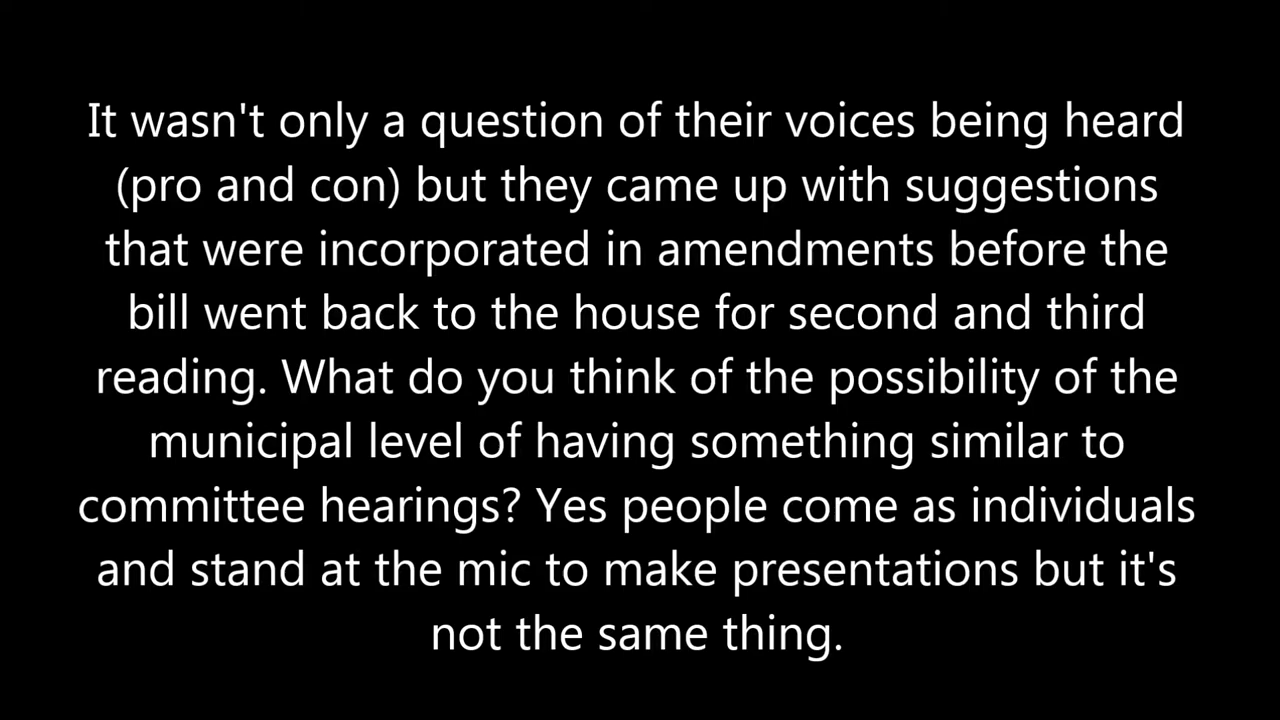 It wasn't only a question of their voices being heard
(pro and con) but they came up with suggestions
that were incorporated in amendments before the
bill went back to the house for second and third
reading. What do you think of the possibility of the
municipal level of having something similar to
committee hearings? Yes people come as individuals
and stand at the mic to make presentations but it's
not the same thing.